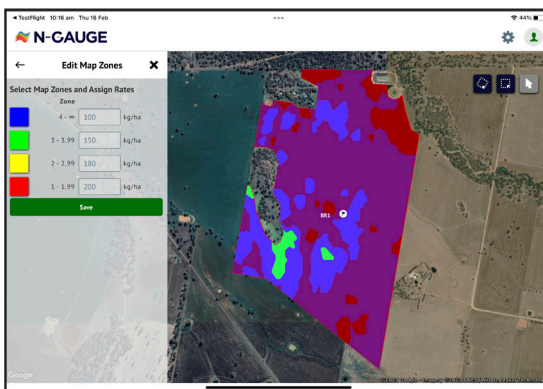 ◄ TestFlight 10:16 am Thu 16 Feb
44%
N-GAUGE
← Edit Map Zones ✖
Select Map Zones and Assign Rates
Zone
4 - ∞ 100 kg/ha
3 - 3.99 150 kg/ha
2 - 2.99 180 kg/ha
1 - 1.99 200 kg/ha
Save
BR1
P
Google